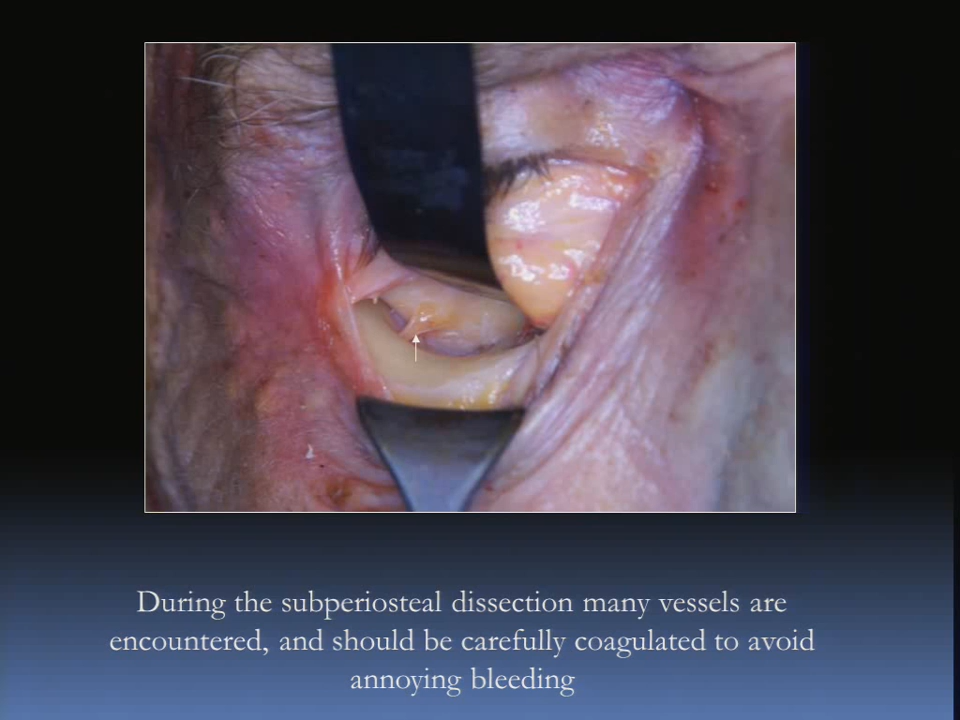 During the subperiosteal dissection many vessels are
encountered, and should be carefully coagulated to avoid
annoying bleeding